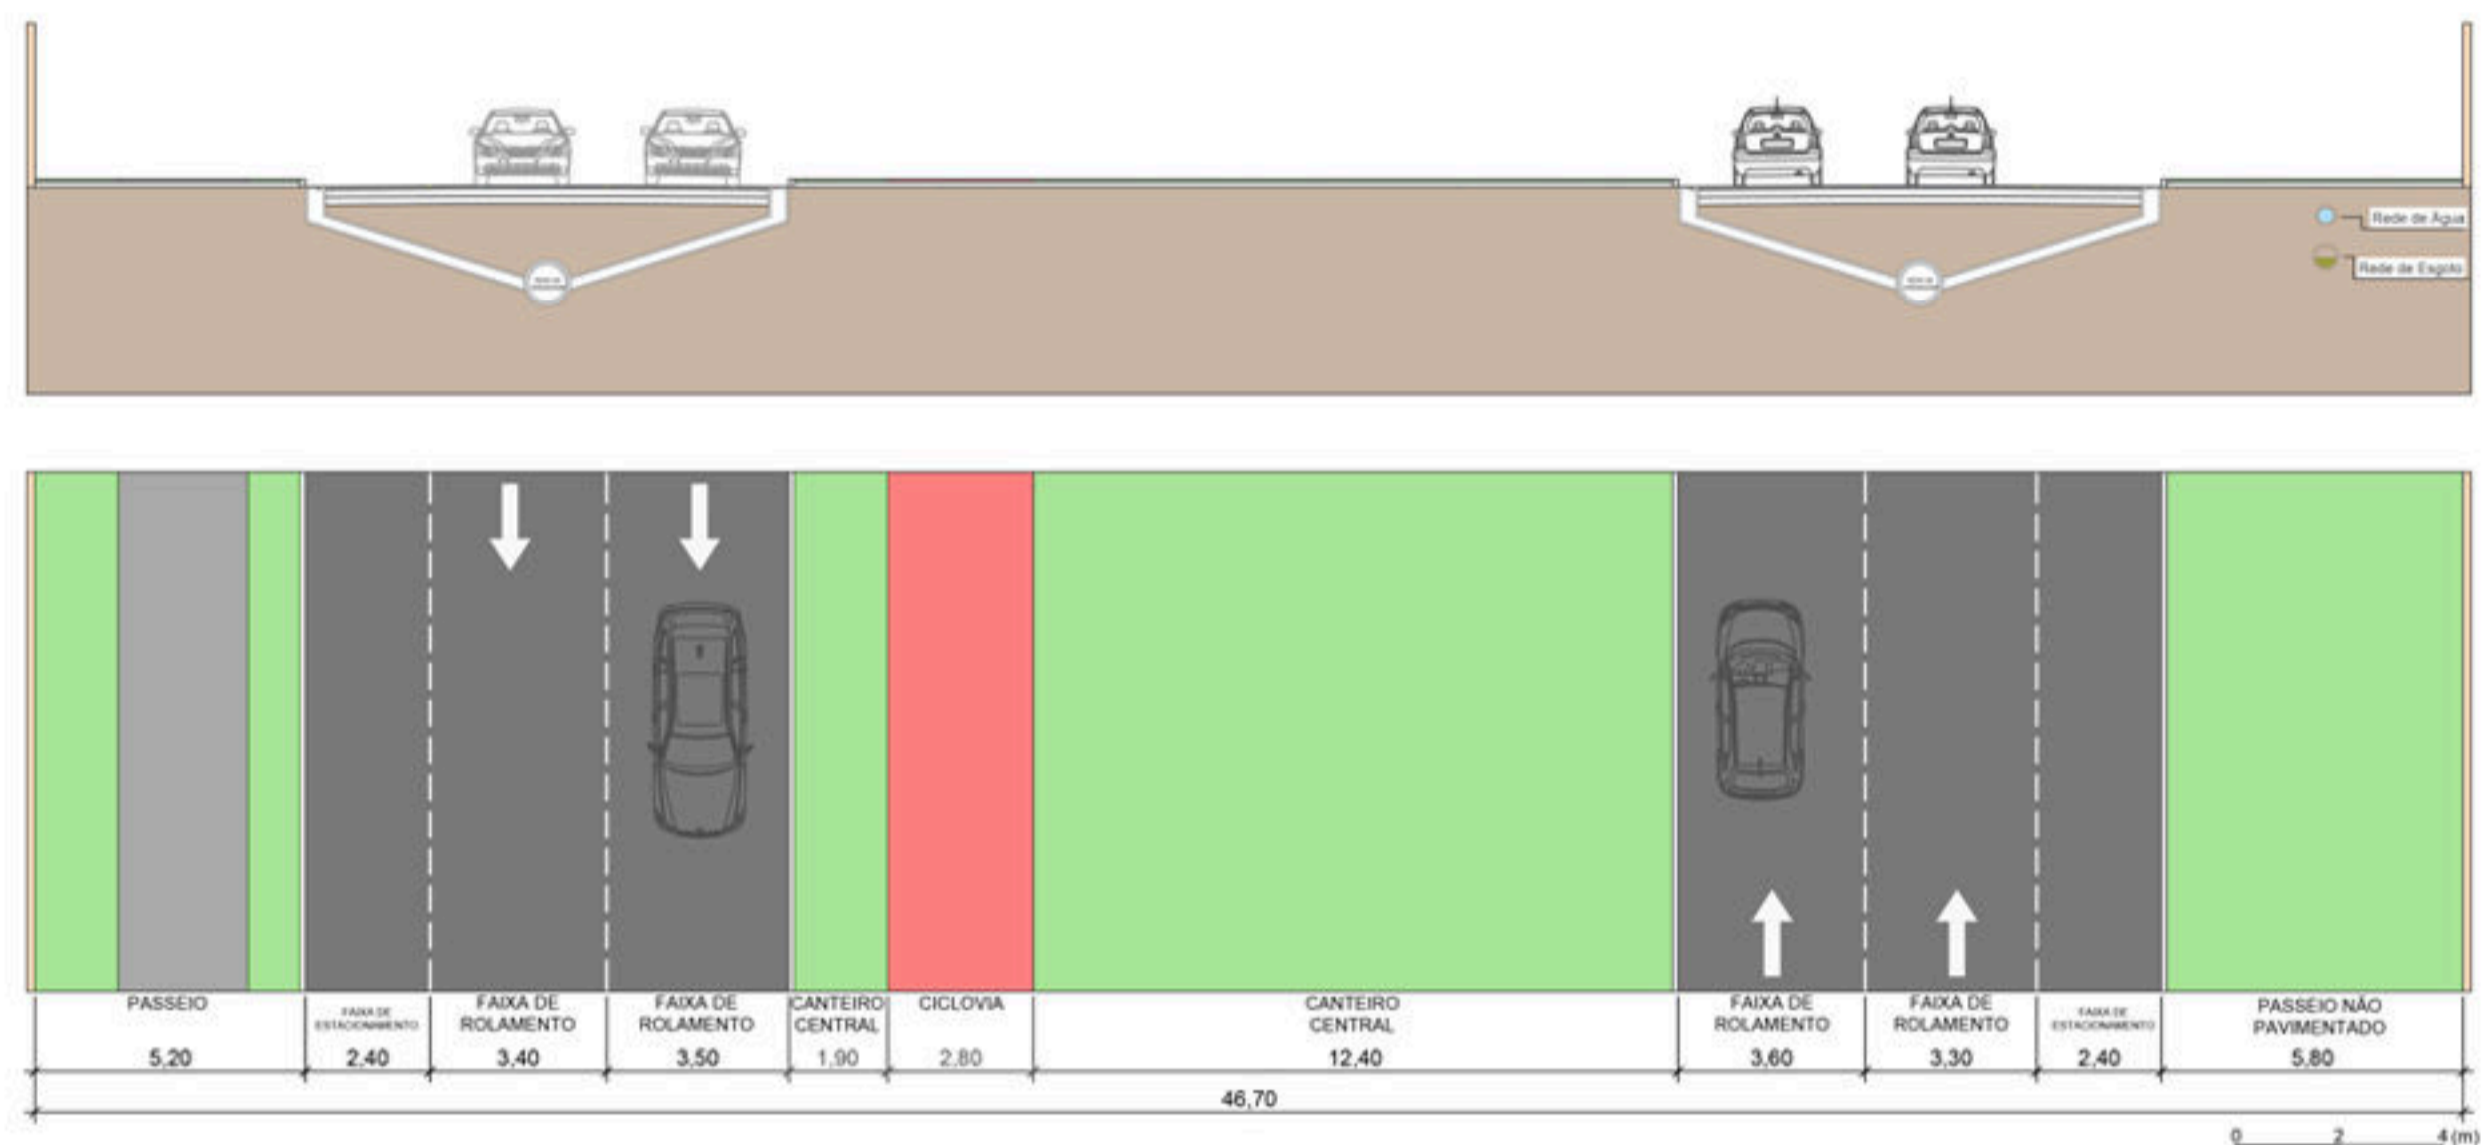 Rede de Água
Rede de Esgoto
PASSEIO
5,20
FAIXA DE
ESTACIONAMENTO
2,40
FAIXA DE
ROLAMENTO
3,40
FAIXA DE
ROLAMENTO
3,50
CANTEIRO
CENTRAL
1,90
CICLOVIA
2,80
CANTEIRO
CENTRAL
12,40
FAIXA DE
ROLAMENTO
3,60
FAIXA DE
ROLAMENTO
3,30
FAIXA DE
ESTACIONAMENTO
2,40
PASSEIO NÃO
PAVIMENTADO
5,80
46,70
0 2 4 (m)